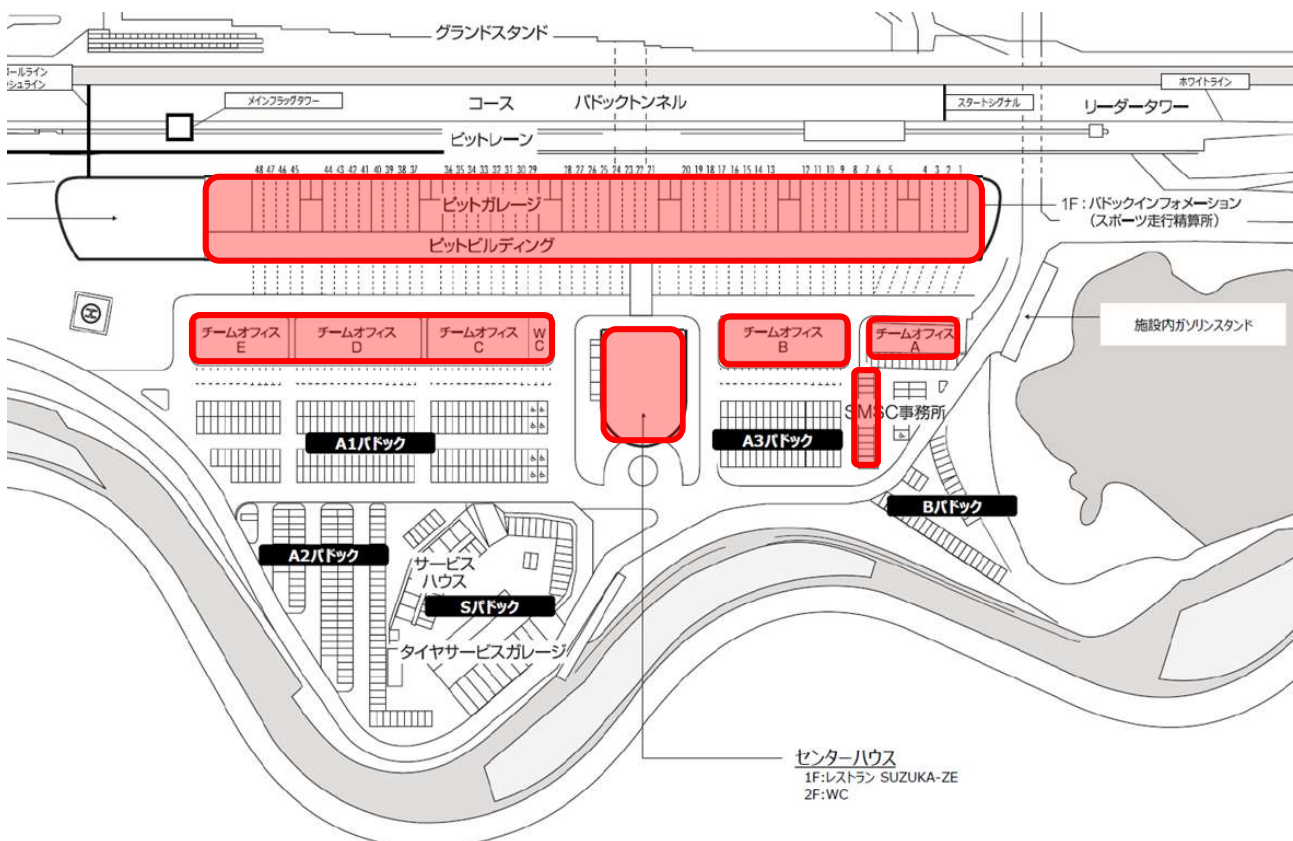 グランドスタンド
ールライン
シュライン
メインフラッグタワー
コース
パドックトンネル
スタートシグナル
ホワイトライン
リーダータワー
ピットレーン
48 47 46 45 44 43 42 41 40 39 38 37 36 35 34 33 32 31 30 29 28 27 26 25 24 23 22 21 20 19 18 17 16 15 14 13 12 11 10 9 8 7 6 5 4 3 2 1
ピットガレージ
ピットビルディング
1F:パドックインフォメーション
(スポーツ走行精算所)
施設内ガソリンスタンド
H
チームオフィス
E
チームオフィス
D
チームオフィス
C
W
C
チームオフィス
B
チームオフィス
A
SMSC事務所
A1パドック
A3パドック
Bパドック
A2パドック
サービス
ハウス
Sパドック
タイヤサービスガレージ
センターハウス
1F:レストラン SUZUKA-ZE
2F:WC